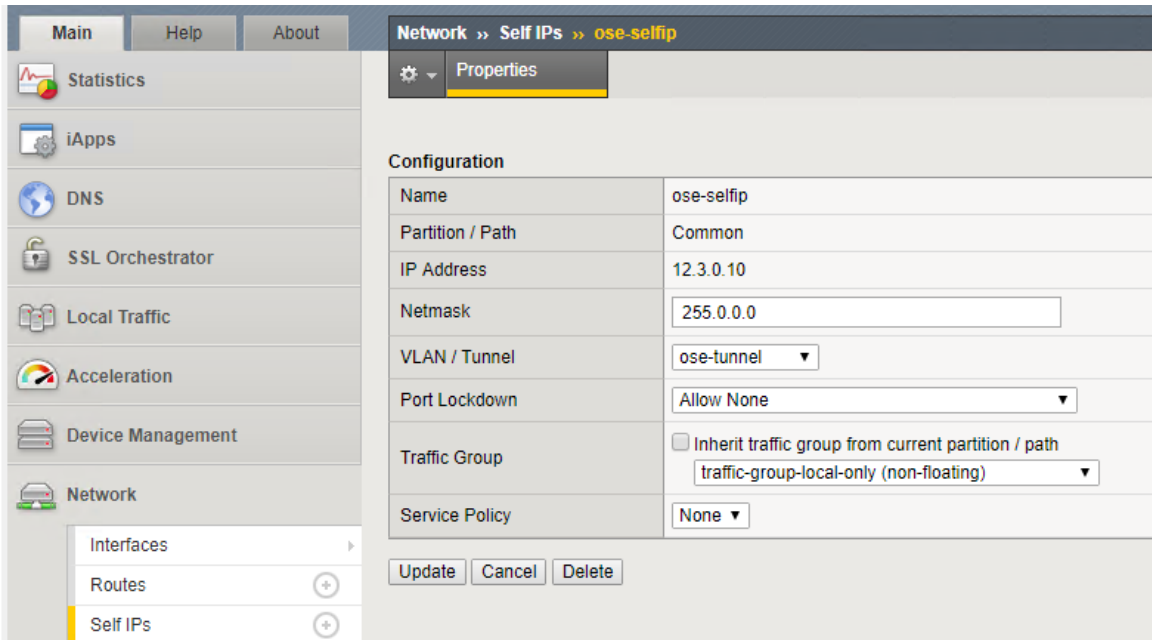 Main Help About
Statistics
iApps
DNS
SSL Orchestrator
Local Traffic
Acceleration
Device Management
Network
Interfaces
Routes
Self IPs
Network » Self IPs » ose-selfip
Properties
Configuration
Name ose-selfip
Partition / Path Common
IP Address 12.3.0.10
Netmask 255.0.0.0
VLAN / Tunnel ose-tunnel
Port Lockdown Allow None
Traffic Group Inherit traffic group from current partition / path
traffic-group-local-only (non-floating)
Service Policy None
Update Cancel Delete